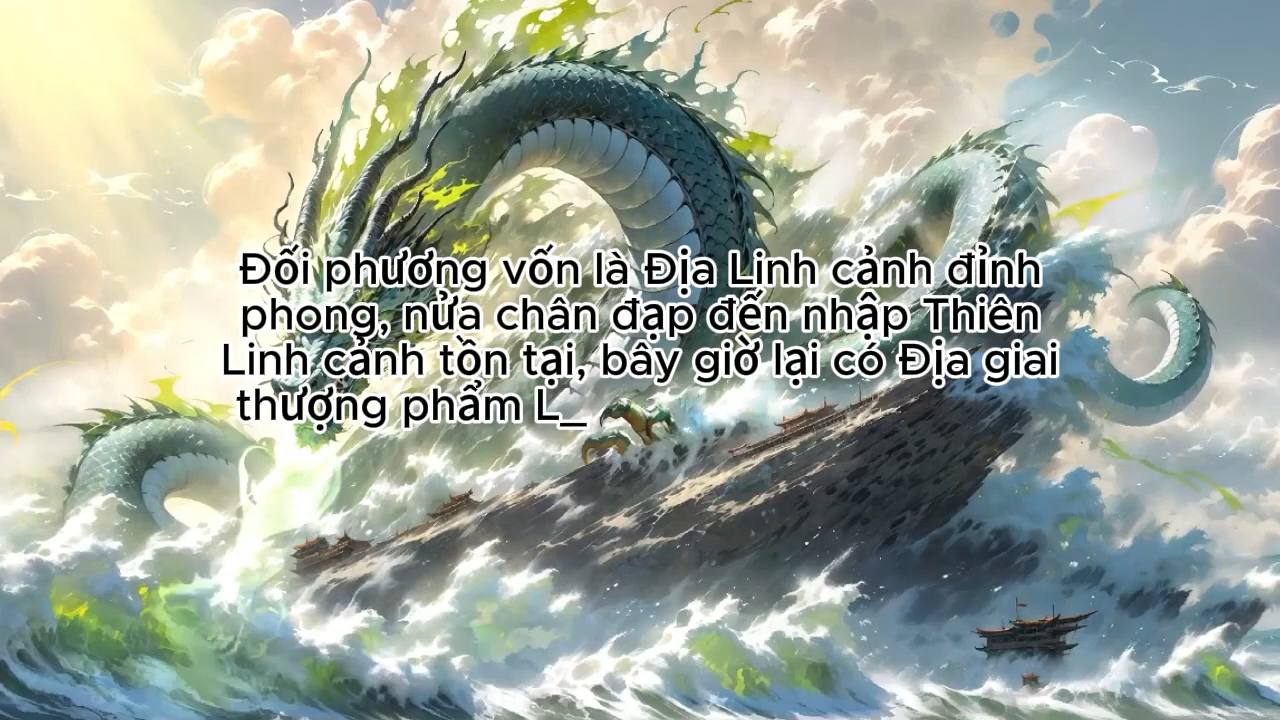 Đối phương vốn là Địa Linh cảnh đỉnh
phong, nửa chân đạp đến nhập Thiên
Linh cảnh tồn tại, bây giờ lại có Địa giai
thượng phẩm L_